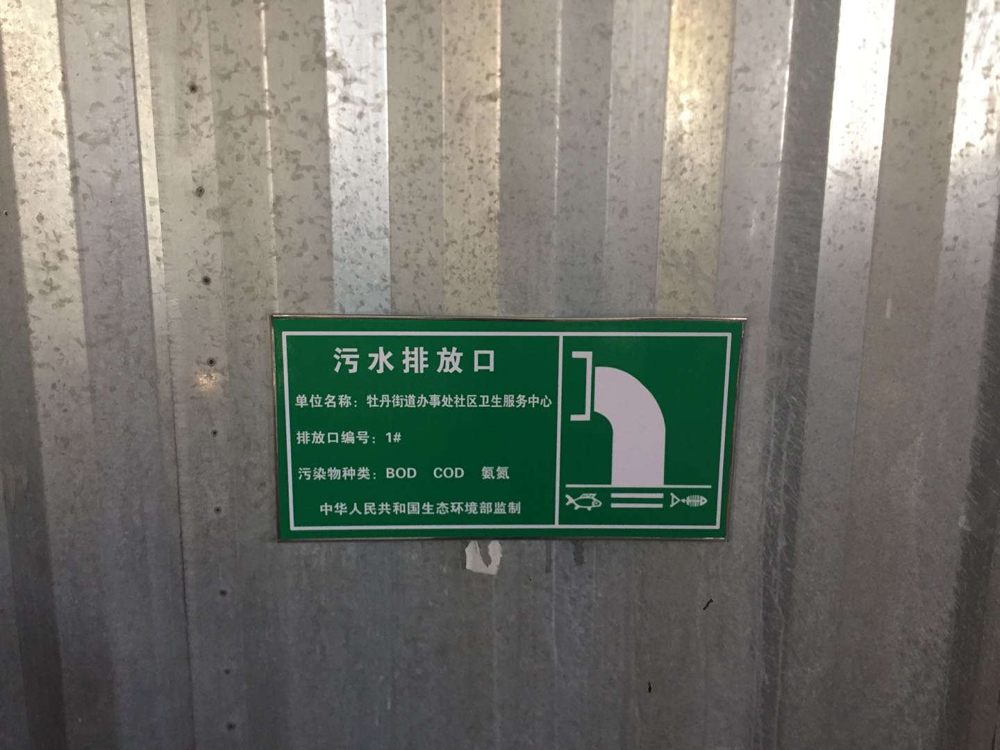 污水排放口
单位名称：牡丹街道办事处社区卫生服务中心
排放口编号：1#
污染物种类：BOD COD 氨氮
中华人民共和国生态环境部监制